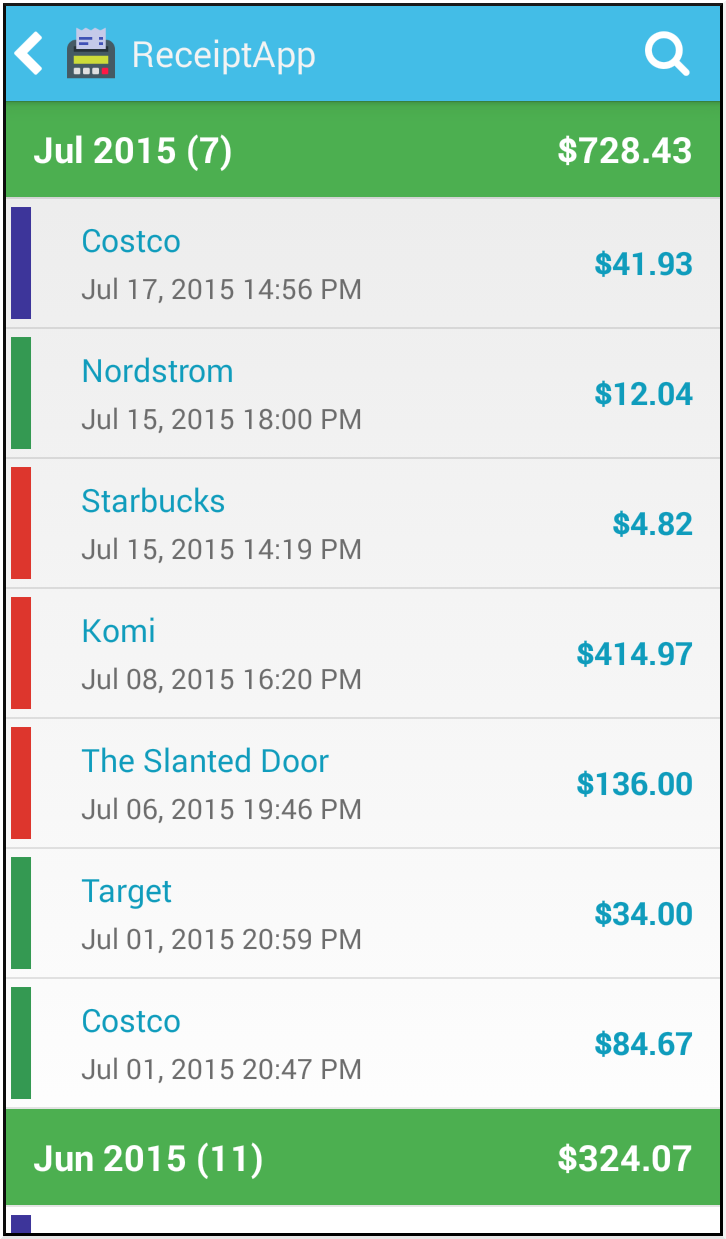 ReceiptApp
Jul 2015 (7) $728.43
Costco
$41.93
Jul 17, 2015 14:56 PM
Nordstrom
$12.04
Jul 15, 2015 18:00 PM
Starbucks
$4.82
Jul 15, 2015 14:19 PM
Komi
$414.97
Jul 08, 2015 16:20 PM
The Slanted Door
$136.00
Jul 06, 2015 19:46 PM
Target
$34.00
Jul 01, 2015 20:59 PM
Costco
$84.67
Jul 01, 2015 20:47 PM
Jun 2015 (11) $324.07